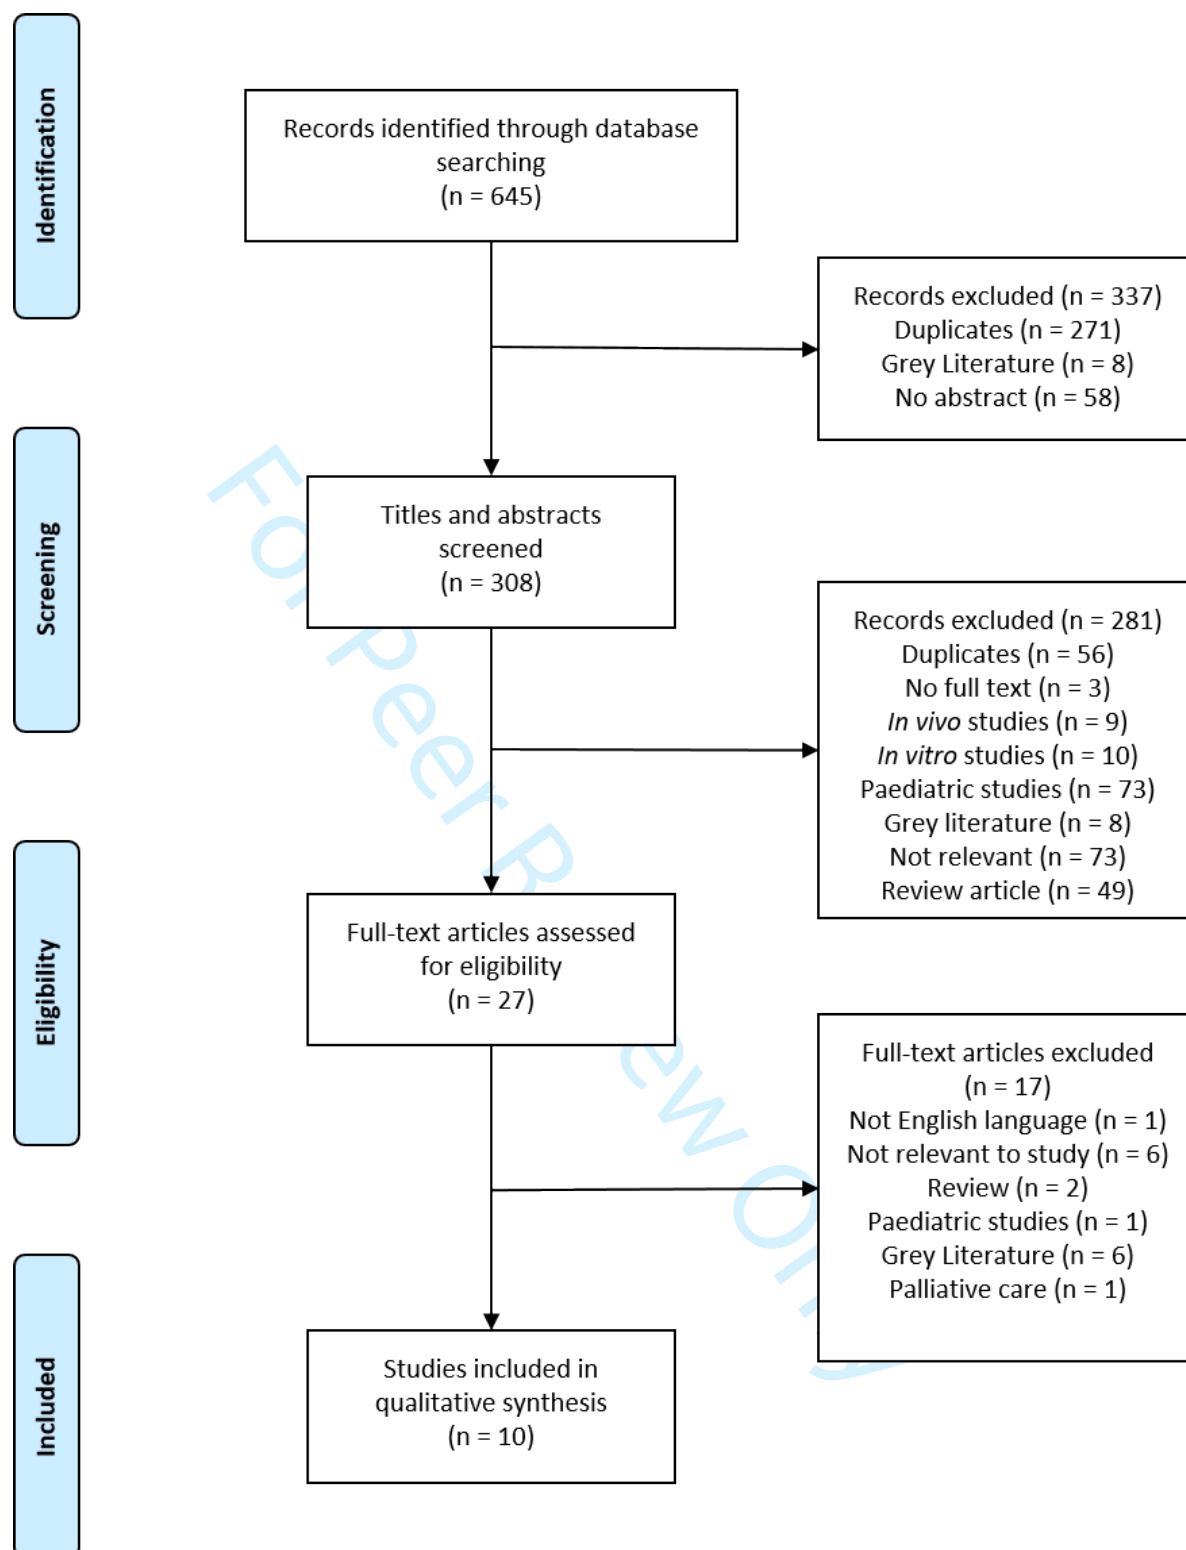 Identification
Records identified through database
searching
(n = 645)
Records excluded (n = 337)
Duplicates (n = 271)
Grey Literature (n = 8)
No abstract (n = 58)
Screening
Titles and abstracts
screened
(n = 308)
Records excluded (n = 281)
Duplicates (n = 56)
No full text (n = 3)
In vivo studies (n = 9)
In vitro studies (n = 10)
Paediatric studies (n = 73)
Grey literature (n = 8)
Not relevant (n = 73)
Review article (n = 49)
Eligibility
Full-text articles assessed
for eligibility
(n = 27)
Full-text articles excluded
(n = 17)
Not English language (n = 1)
Not relevant to study (n = 6)
Review (n = 2)
Paediatric studies (n = 1)
Grey Literature (n = 6)
Palliative care (n = 1)
Included
Studies included in
qualitative synthesis
(n = 10)
For Peer Review Only